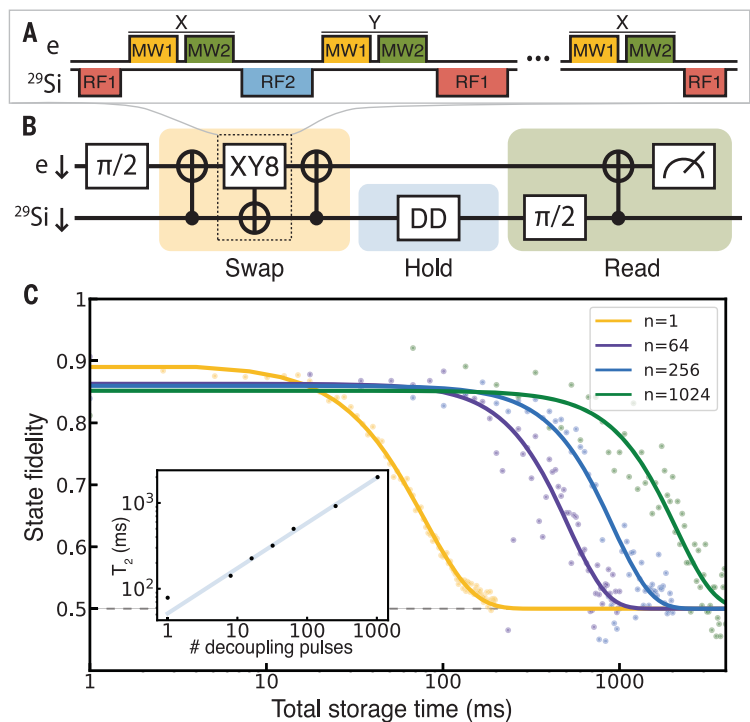 A
X
Y
X
e
MW1 MW2 MW1 MW2 ... MW1 MW2
²⁹Si
RF1 RF2 RF1 RF1
B
e ↓ π/2 XY8
²⁹Si ↓ DD π/2
Swap Hold Read
C
1
0.9
0.8
0.7
0.6
0.5
State fidelity
n=1
n=64
n=256
n=1024
T₂ (ms)
10³
10²
1 10 100 1000
# decoupling pulses
1 10 100 1000
Total storage time (ms)